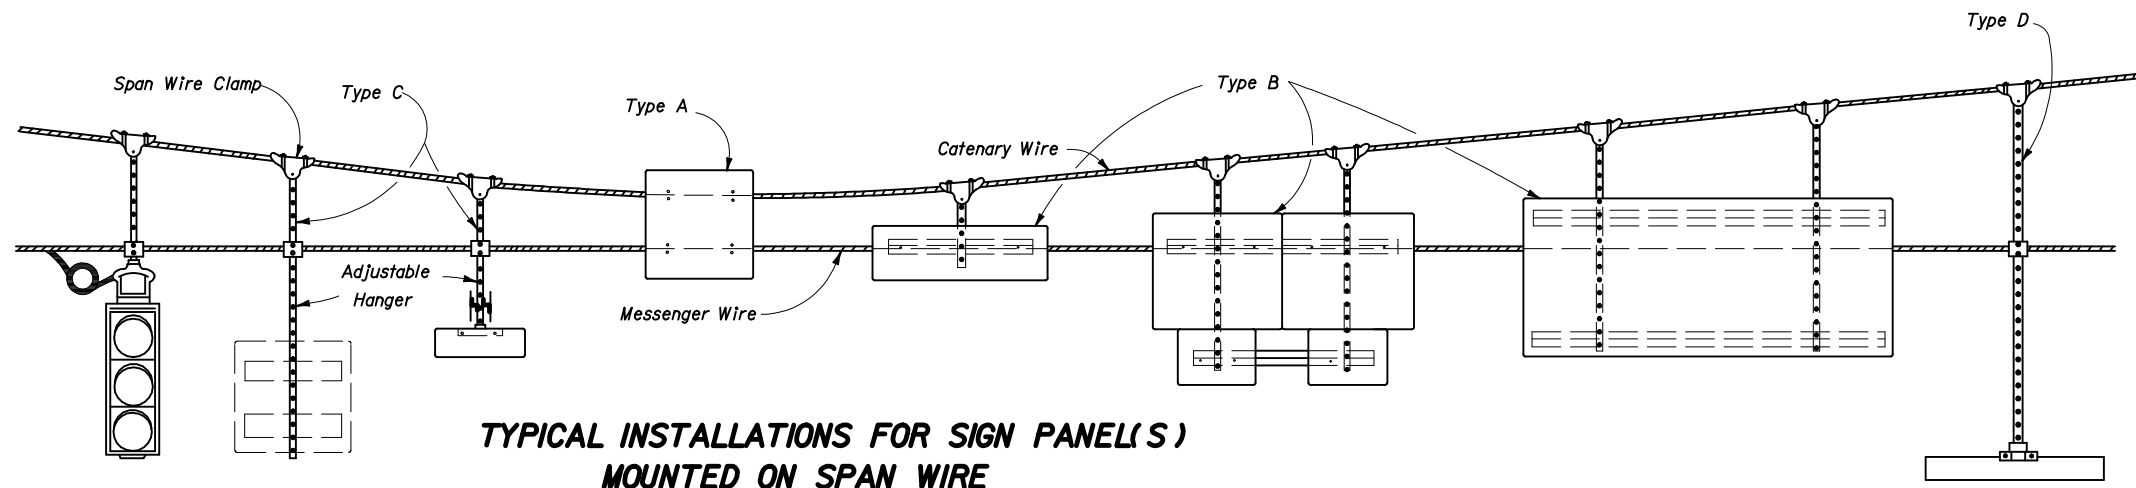 Type D
Span Wire Clamp
Type C
Type A
Type B
Catenary Wire
Adjustable
Hanger
Messenger Wire
TYPICAL INSTALLATIONS FOR SIGN PANEL(S)
MOUNTED ON SPAN WIRE